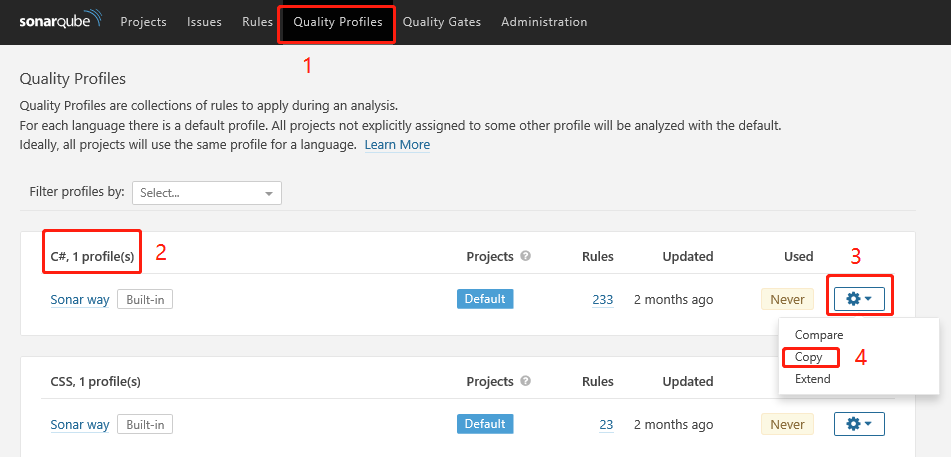 sonarqube Projects Issues Rules Quality Profiles Quality Gates Administration
1
Quality Profiles
Quality Profiles are collections of rules to apply during an analysis.
For each language there is a default profile. All projects not explicitly assigned to some other profile will be analyzed with the default.
Ideally, all projects will use the same profile for a language. Learn More
Filter profiles by: Select...
C#, 1 profile(s) 2 Projects ? Rules Updated Used 3
Sonar way Built-in Default 233 2 months ago Never
Compare
Copy 4
Extend
CSS, 1 profile(s) Projects ? Rules Updated
Sonar way Built-in Default 23 2 months ago Never